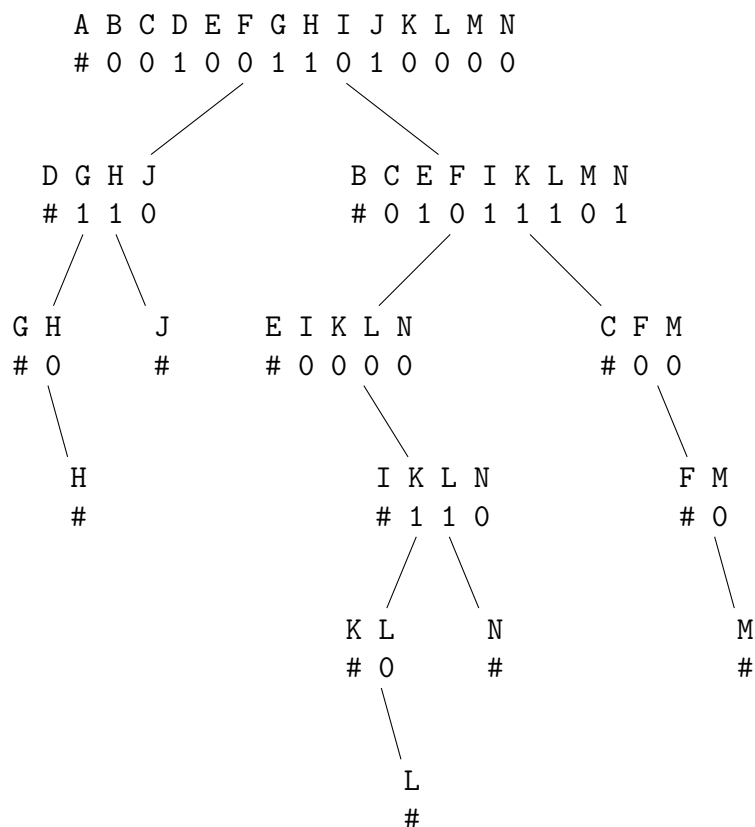 A B C D E F G H I J K L M N
# 0 0 1 0 0 1 1 0 1 0 0 0 0
D G H J B C E F I K L M N
# 1 1 0 # 0 1 0 1 1 1 0 1
G H J E I K L N C F M
# 0 # # 0 0 0 0 # 0 0
H I K L N F M
# # 1 1 0 # 0
K L N M
# 0 # #
L
#